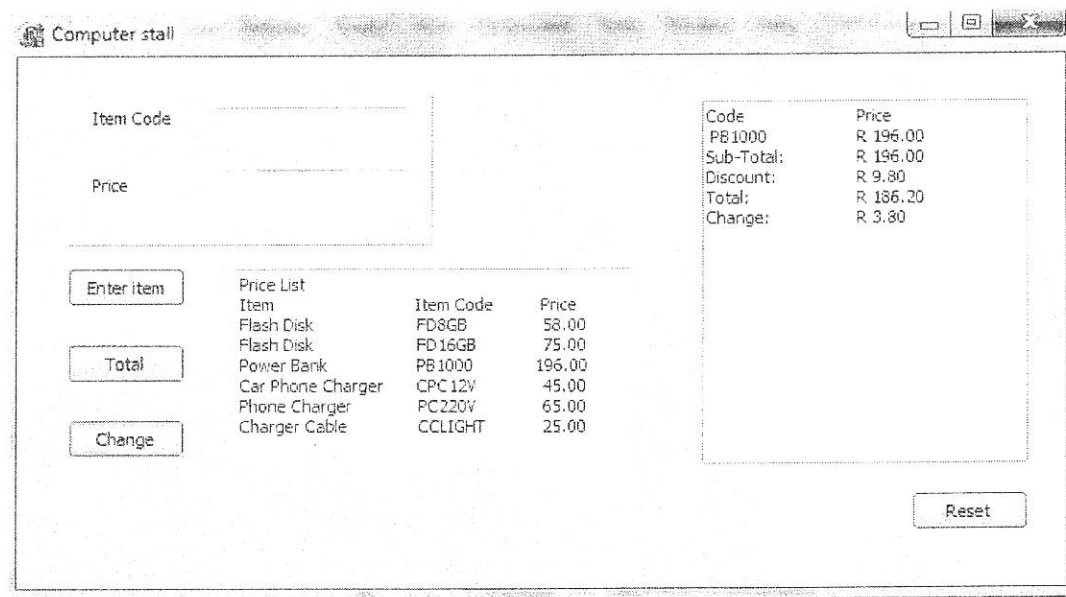 Computer stall
Item Code
Price
Enter item
Total
Change
Price List
Item Item Code Price
Flash Disk FD8GB 58.00
Flash Disk FD16GB 75.00
Power Bank PB1000 196.00
Car Phone Charger CPC12V 45.00
Phone Charger PC220V 65.00
Charger Cable CCLIGHT 25.00
Code Price
PB1000 R 196.00
Sub-Total: R 196.00
Discount: R 9.80
Total: R 186.20
Change: R 3.80
Reset